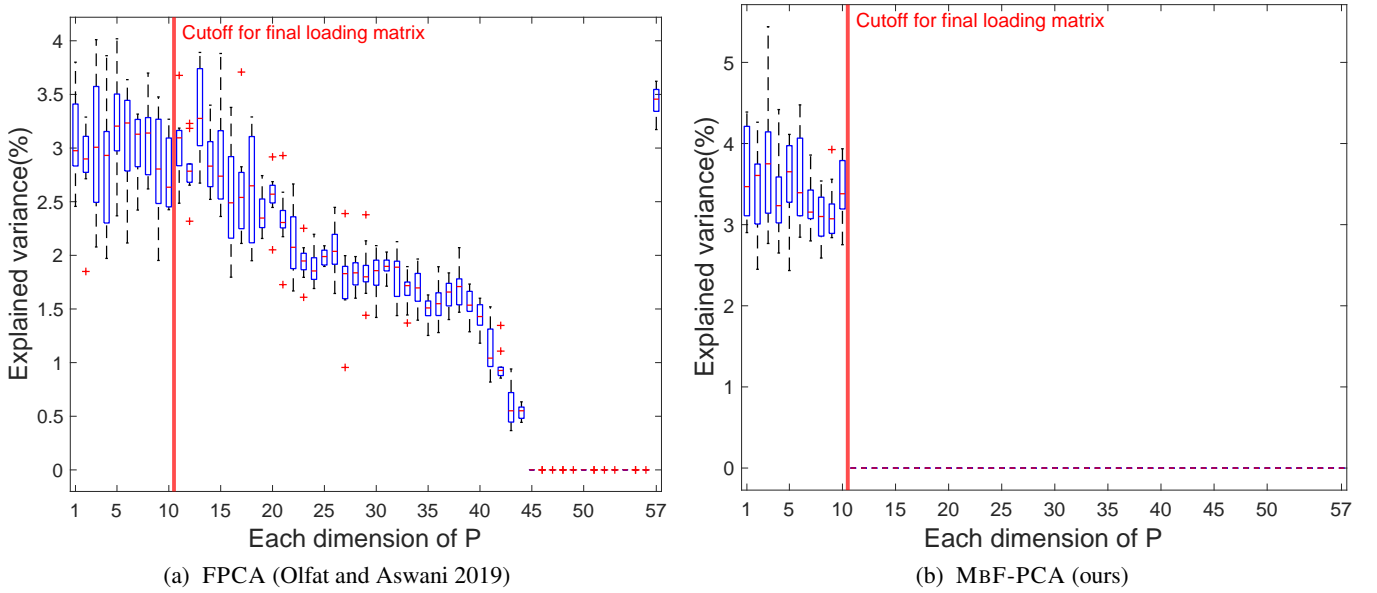 Cutoff for final loading matrix
Explained variance(%)
4
3.5
3
2.5
2
1.5
1
0.5
0
1 5 10 15 20 25 30 35 40 45 50 57
Each dimension of P
(a) FPCA (Olfat and Aswani 2019)
Cutoff for final loading matrix
Explained variance(%)
5
4
3
2
1
0
1 5 10 15 20 25 30 35 40 45 50 57
Each dimension of P
(b) MBF-PCA (ours)